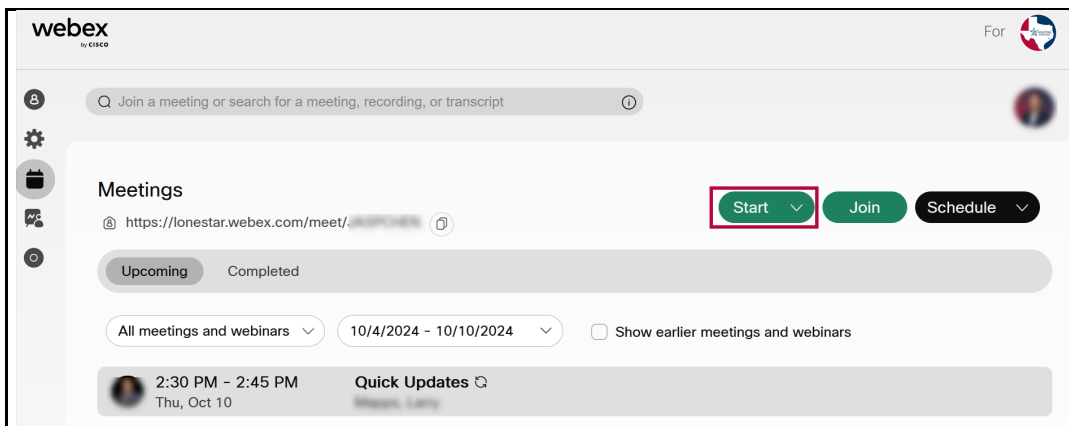 webex
by CISCO
For
Join a meeting or search for a meeting, recording, or transcript
Meetings
https://lonestar.webex.com/meet/
Start
Join
Schedule
Upcoming
Completed
All meetings and webinars
10/4/2024 - 10/10/2024
Show earlier meetings and webinars
2:30 PM - 2:45 PM
Quick Updates
Thu, Oct 10